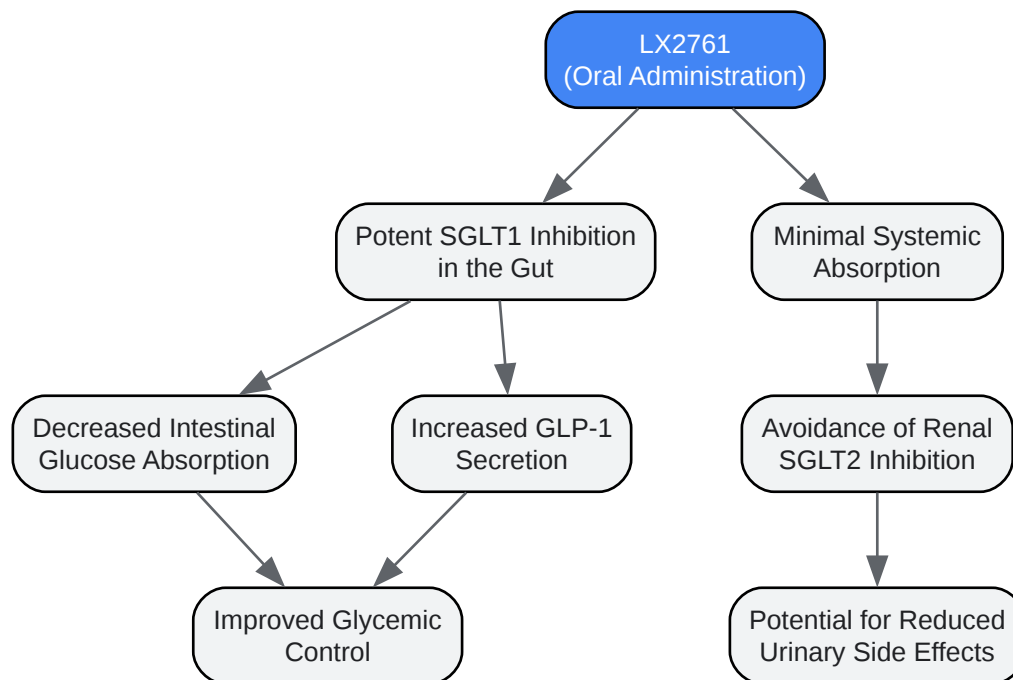 LX2761
(Oral Administration)
Potent SGLT1 Inhibition
in the Gut
Minimal Systemic
Absorption
Decreased Intestinal
Glucose Absorption
Increased GLP-1
Secretion
Avoidance of Renal
SGLT2 Inhibition
Improved Glycemic
Control
Potential for Reduced
Urinary Side Effects